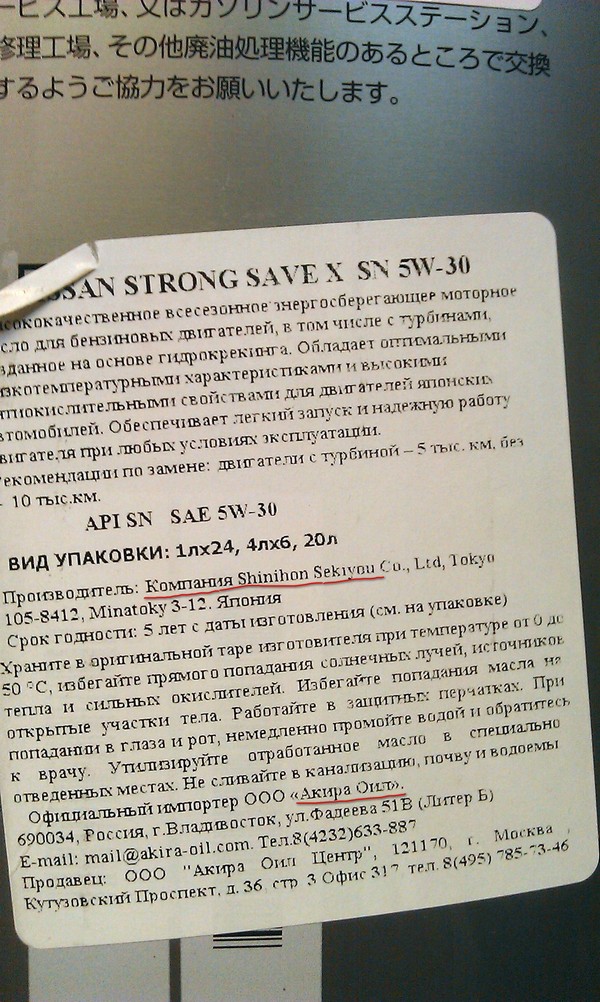 ービス工場、又はガソリンサービスステーション、
修理工場、その他廃油処理機能のあるところで交換
するようご協力をお願いいたします。
STRONG SAVE X SN 5W-30
всесезонное энергосберегающее моторное
для бензиновых двигателей, в том числе с турбинами,
на основе гидрокрекинга. Обладает оптимальными
характеристиками и высокими
свойствами для двигателей японских
Обеспечивает легкий запуск и надежную работу
при любых условиях эксплуатации.
по замене: двигатели с турбиной – 5 тыс. км, без
- 10 тыс.км.
API SN SAE 5W-30
ВИД УПАКОВКИ: 1лх24, 4лх6, 20л
Производитель: Компания Shinihon Sekiyou Co., Ltd, Tokyo
105-8412, Minatoky 3-12. Япония
Срок годности: 5 лет с даты изготовления (см. на упаковке)
Храните в оригинальной таре изготовителя при температуре от 0 до
50 °С, избегайте прямого попадания солнечных лучей, источников
тепла и сильных окислителей. Избегайте попадания масла на
открытые участки тела. Работайте в защитных перчатках. При
попадании в глаза и рот, немедленно промойте водой и обратитесь
к врачу. Утилизируйте отработанное масло в специально
отведенных местах. Не сливайте в канализацию, почву и водоемы.
Официальный импортер ООО «Акира Оил».
690034, Россия, г.Владивосток, ул.Фадеева 51В (Литер Б)
E-mail: mail@akira-oil.com. Тел.8(4232)633-887
Продавец: ООО "Акира Оил Центр", 121170, г. Москва ,
Кутузовский Проспект, д. 36, стр 3 Офис 317 тел. 8(495) 785-73-46